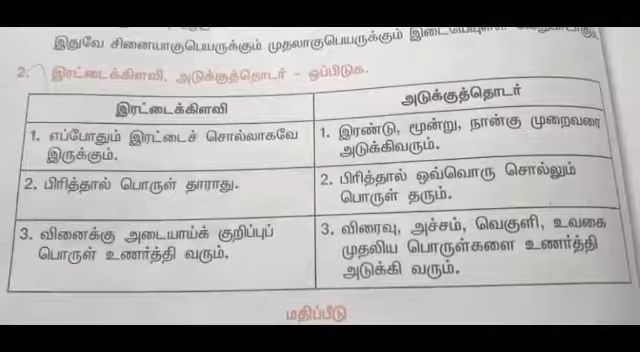 இதுவே சினையாகுபெயருக்கும் முதலாகுபெயருக்கும் இடையேயுள்ள வேறுபாடாகு
2. இரட்டைக்கிளவி, அடுக்குத்தொடர் - ஒப்பிடுக.
இரட்டைக்கிளவி
அடுக்குத்தொடர்
1. எப்போதும் இரட்டைச் சொல்லாகவே
இருக்கும்.
1. இரண்டு, மூன்று, நான்கு முறைவரை
அடுக்கிவரும்.
2. பிரித்தால் பொருள் தாராது.
2. பிரித்தால் ஒவ்வொரு சொல்லும்
பொருள் தரும்.
3. வினைக்கு அடையாய்க் குறிப்புப்
பொருள் உணர்த்தி வரும்.
3. விரைவு, அச்சம், வெகுளி, உவகை
முதலிய பொருள்களை உணர்த்தி
அடுக்கி வரும்.
மதிப்பீடு